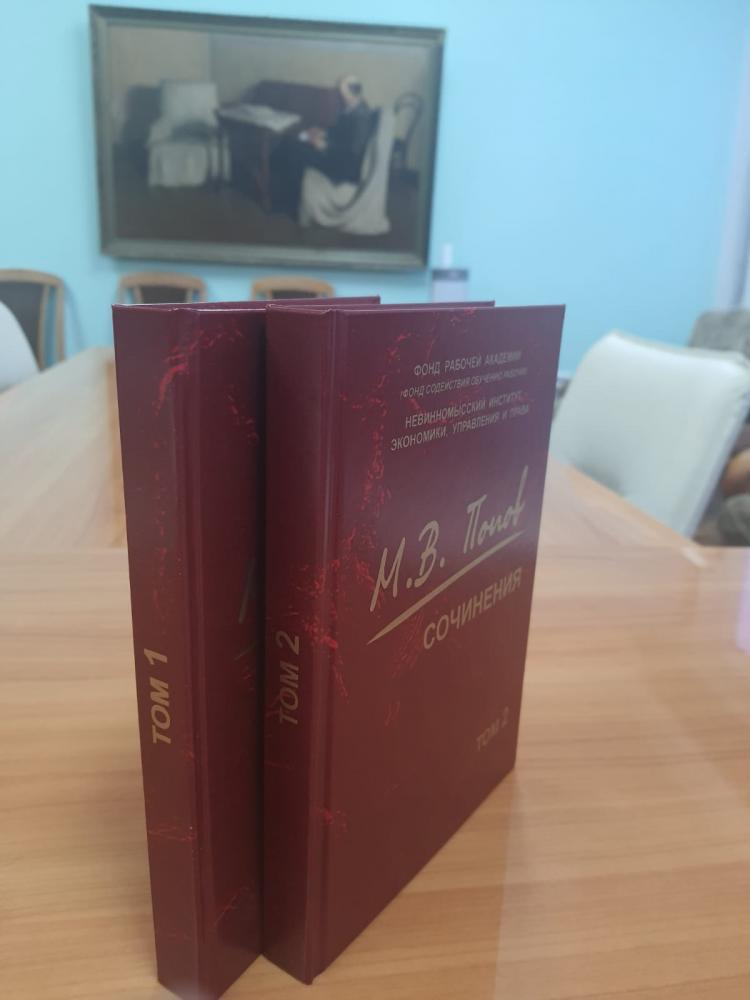 ТОМ 1
ТОМ 2
ФОНД РАБОЧЕЙ АКАДЕМИИ
(ФОНД СОДЕЙСТВИЯ ОБУЧЕНИЮ РАБОЧИХ)
НЕВИННОМЫССКИЙ ИНСТИТУТ
ЭКОНОМИКИ, УПРАВЛЕНИЯ И ПРАВА
М.В. Попов
СОЧИНЕНИЯ
ТОМ 2